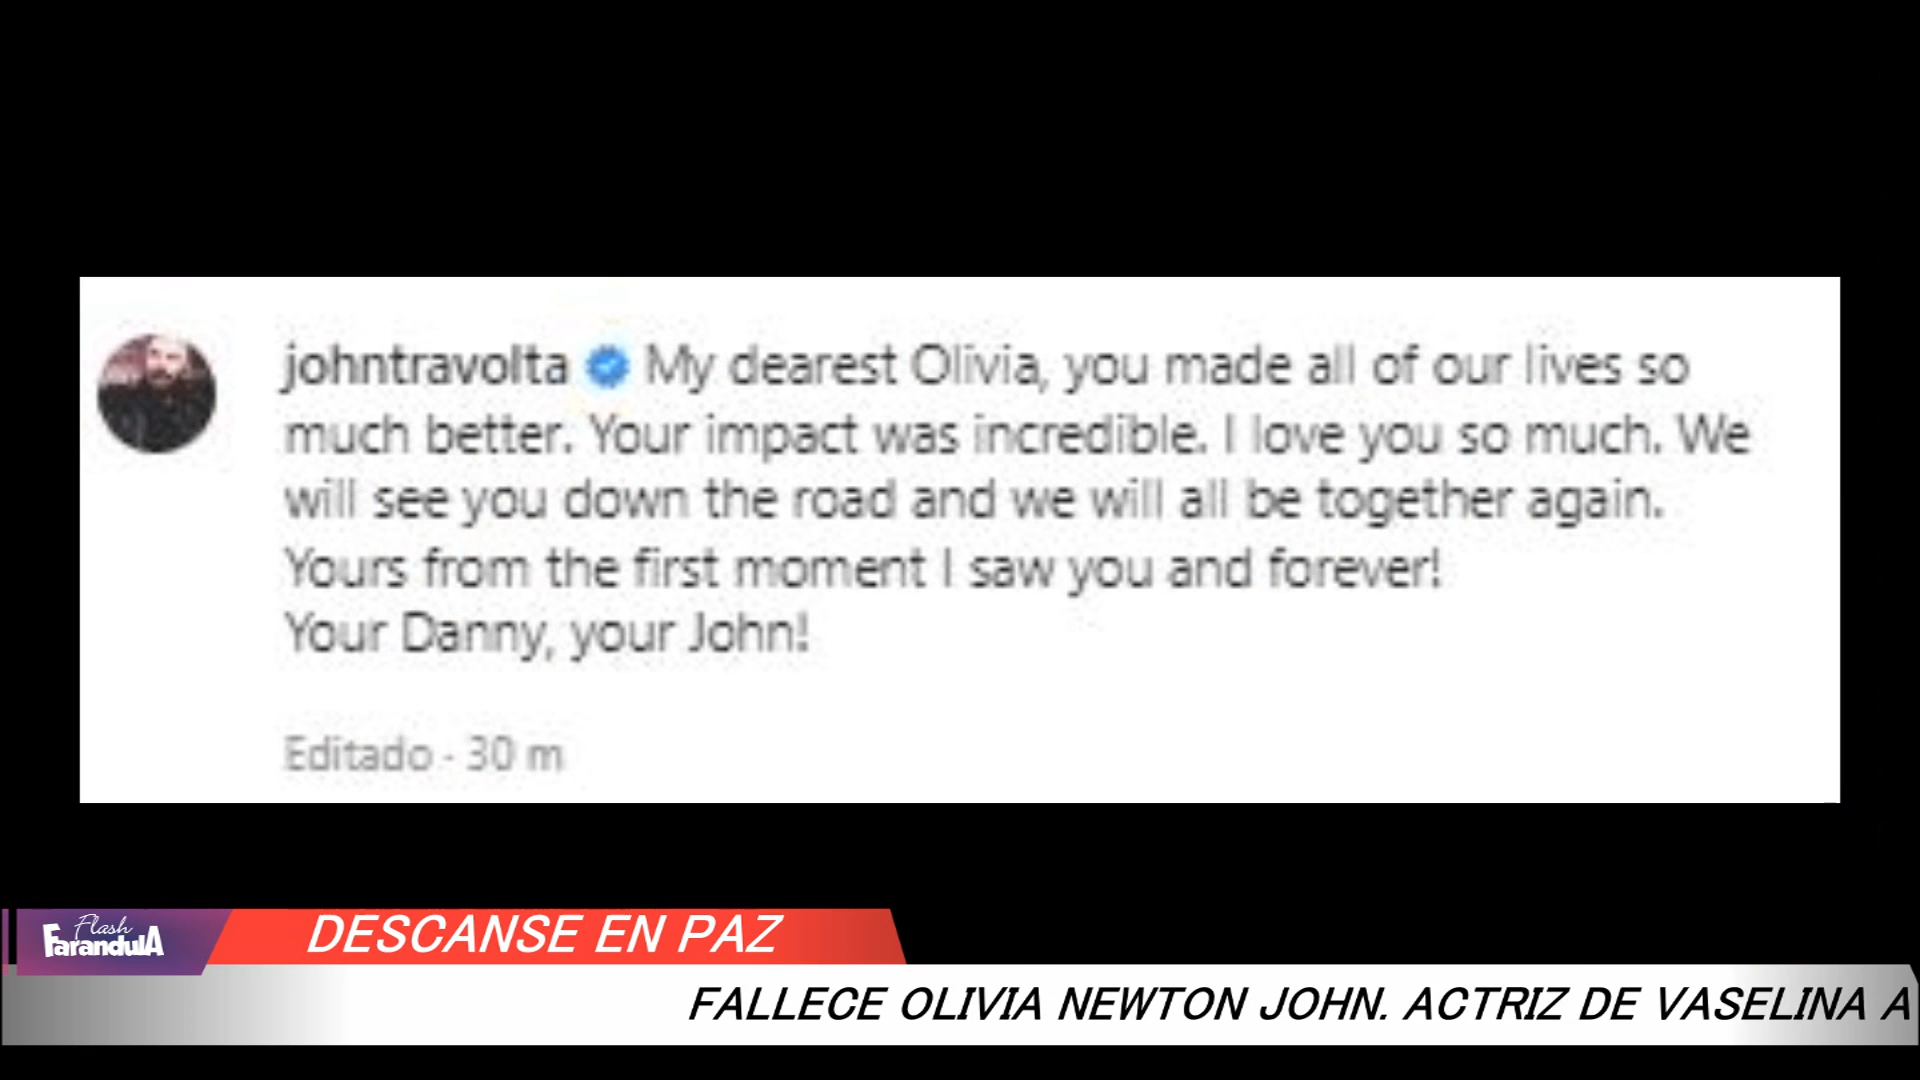 johntravolta My dearest Olivia, you made all of our lives so
much better. Your impact was incredible. I love you so much. We
will see you down the road and we will all be together again.
Yours from the first moment I saw you and forever!
Your Danny, your John!
Editado · 30 m
Flash
FarandulA
DESCANSE EN PAZ
FALLECE OLIVIA NEWTON JOHN. ACTRIZ DE VASELINA A